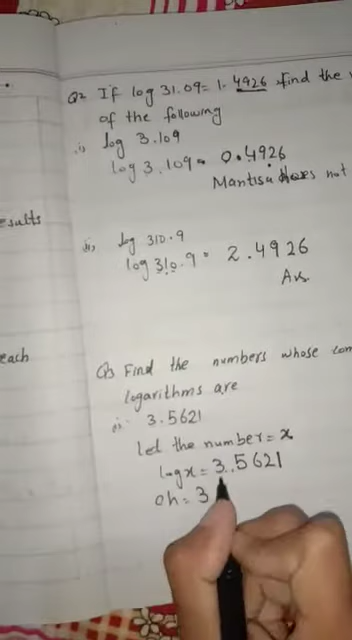 Q2 If log 31.09 = 1.4926 find the
of the following
i, log 3.109
log 3.109 = 0.4926
Mantisa does not
esults
ii, log 310.9
log 310.9 = 2.4926
Ans
each
Q3 Find the numbers whose com
logarithms are
3.5621
Let the number = x
log x = 3.5621
ch = 3